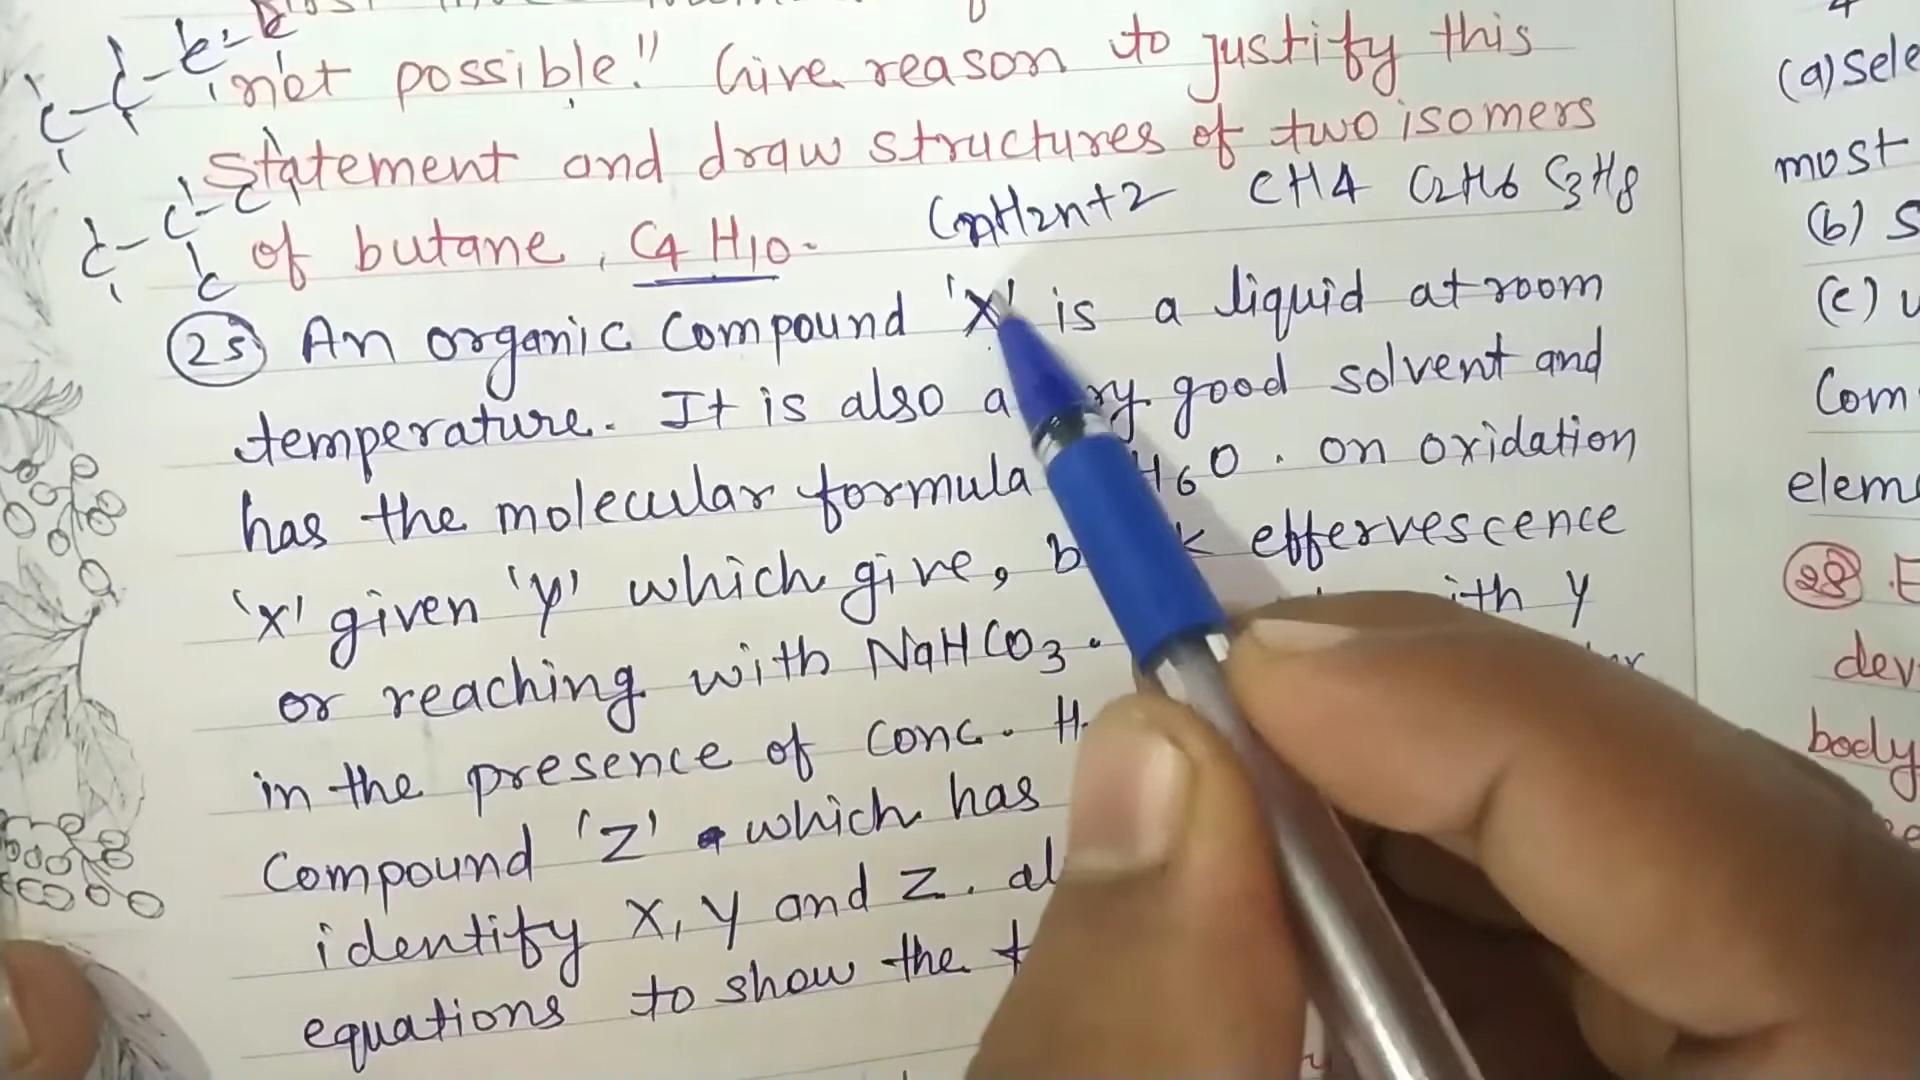 not possible!" Give reason to justify this
statement and draw structures of two isomers
of butane, C4 H10.
CnH2n+2 CH4 C2H6 C3H8
25 An organic compound 'X' is a liquid at room
temperature. It is also a good solvent and
has the molecular formula H6O. on oxidation
'X' given 'Y' which give, effervescence
or reaching with NaHCO3. Y
in the presence of conc.
compound 'Z' which has
identify X, Y and Z.
equations to show the
(a) Sele
most
(b) S
(c) U
Com
elem
28 E
dev
body